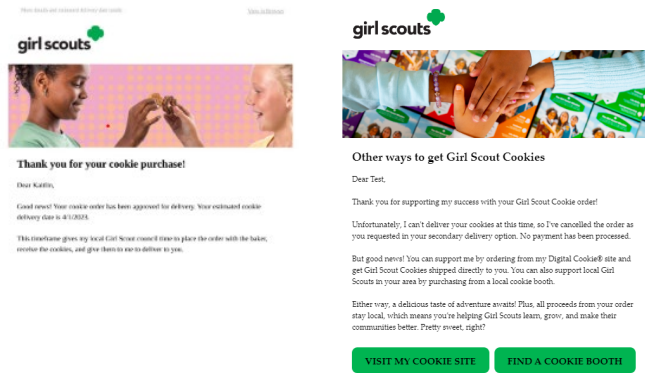 View in Browser
girl scouts
Thank you for your cookie purchase!
Dear Kaitlin,
Good news! Your cookie order has been approved for delivery. Your estimated cookie
delivery date is 4/1/2023.
This timeframe gives my local Girl Scout council time to place the order with the baker,
receive the cookies, and give them to me to deliver to you.
girl scouts
Other ways to get Girl Scout Cookies
Dear Test,
Thank you for supporting my success with your Girl Scout Cookie order!
Unfortunately, I can't deliver your cookies at this time, so I've cancelled the order as
you requested in your secondary delivery option. No payment has been processed.
But good news! You can support me by ordering from my Digital Cookie® site and
get Girl Scout Cookies shipped directly to you. You can also support local Girl
Scouts in your area by purchasing from a local cookie booth.
Either way, a delicious taste of adventure awaits! Plus, all proceeds from your order
stay local, which means you're helping Girl Scouts learn, grow, and make their
communities better. Pretty sweet, right?
VISIT MY COOKIE SITE
FIND A COOKIE BOOTH